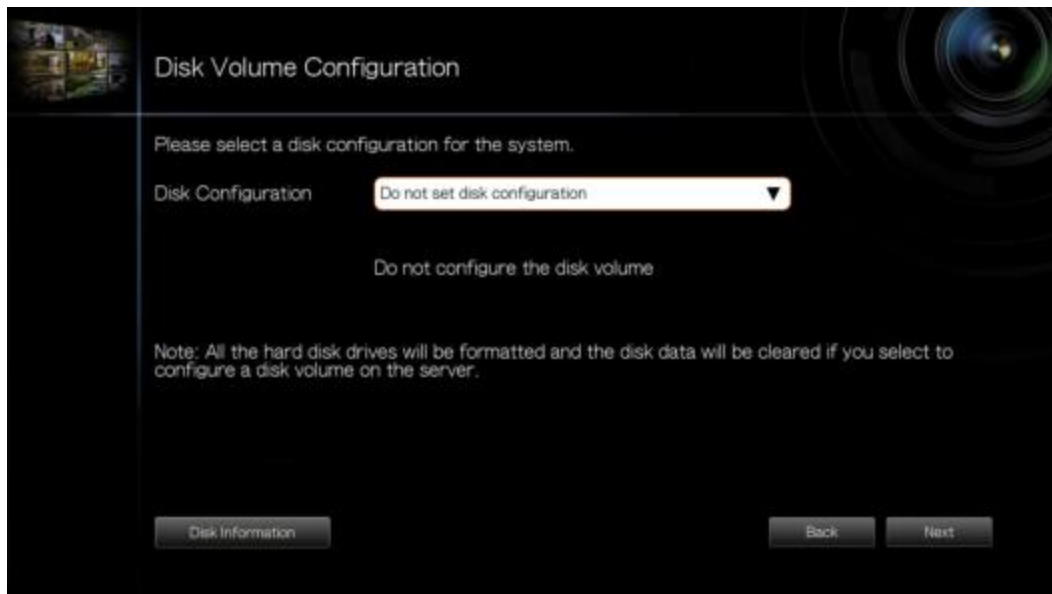 Disk Volume Configuration
Please select a disk configuration for the system.
Disk Configuration
Do not set disk configuration
Do not configure the disk volume
Note: All the hard disk drives will be formatted and the disk data will be cleared if you select to
configure a disk volume on the server.
Disk Information
Back
Next